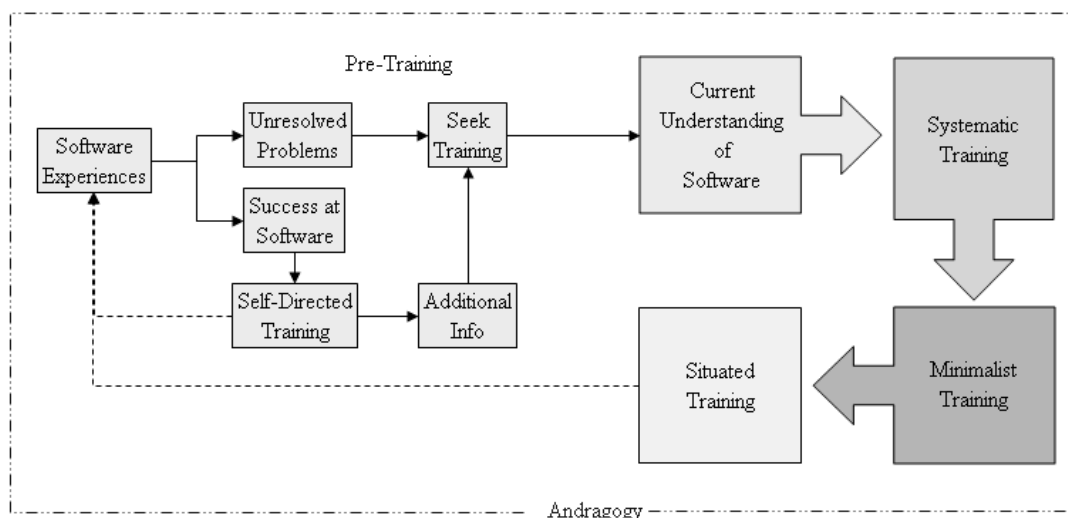 Pre-Training
Software
Experiences
Unresolved
Problems
Seek
Training
Success at
Software
Self-Directed
Training
Additional
Info
Current
Understanding
of
Software
Systematic
Training
Minimalist
Training
Situated
Training
Andragogy